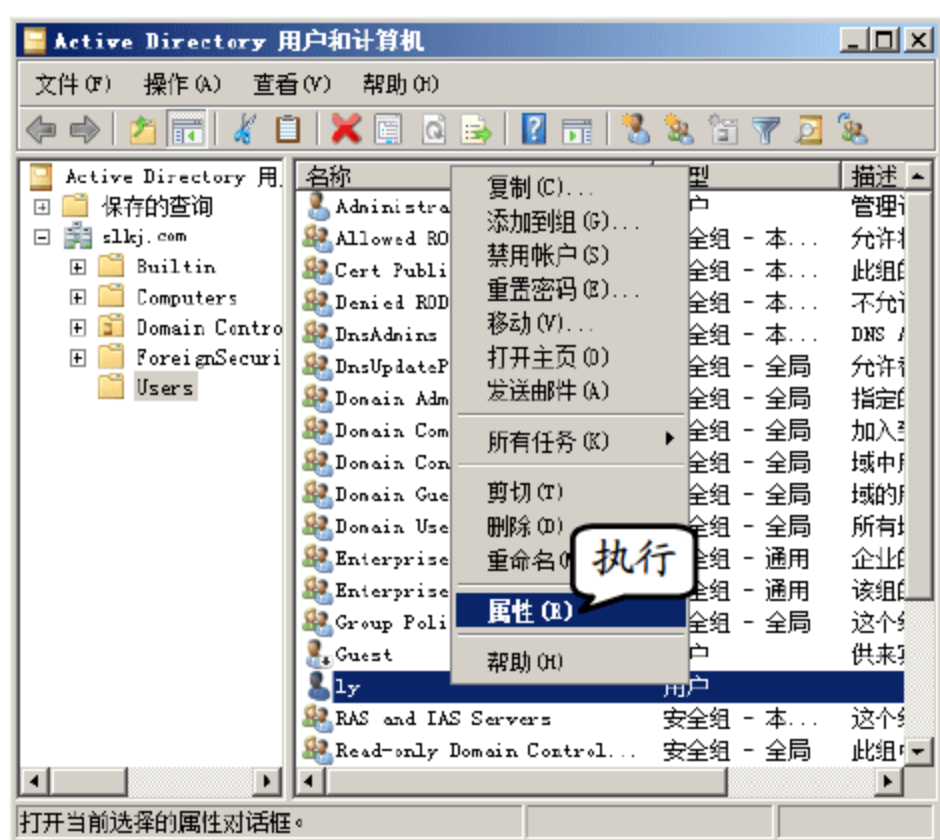 Active Directory 用户和计算机
文件(F) 操作(A) 查看(V) 帮助(H)
Active Directory 用
保存的查询
slkj.com
Builtin
Computers
Domain Contro
ForeignSecuri
Users
名称 型 描述
Administra 户 管理
Allowed RO 全组 - 本... 允许
Cert Publi 全组 - 本... 此组
Denied ROD 全组 - 本... 不允
DnsAdmins 全组 - 本... DNS
DnsUpdateP 全组 - 全局 允许
Domain Adm 全组 - 全局 指定
Domain Com 全组 - 全局 加入
Domain Con 全组 - 全局 域中
Domain Gue 全组 - 全局 域的
Domain Use 全组 - 全局 所有
Enterprise 全组 - 通用 企业
Enterprise 全组 - 通用 该组
Group Poli 全组 - 全局 这个
Guest 户 供来
ly 用户
RAS and IAS Servers 安全组 - 本... 这个
Read-only Domain Control... 安全组 - 全局 此组
复制(C)...
添加到组(G)...
禁用帐户(S)
重置密码(E)...
移动(V)...
打开主页(O)
发送邮件(A)
所有任务(K)
剪切(T)
删除(D)
重命名(
属性(R)
帮助(H)
执行
打开当前选择的属性对话框。